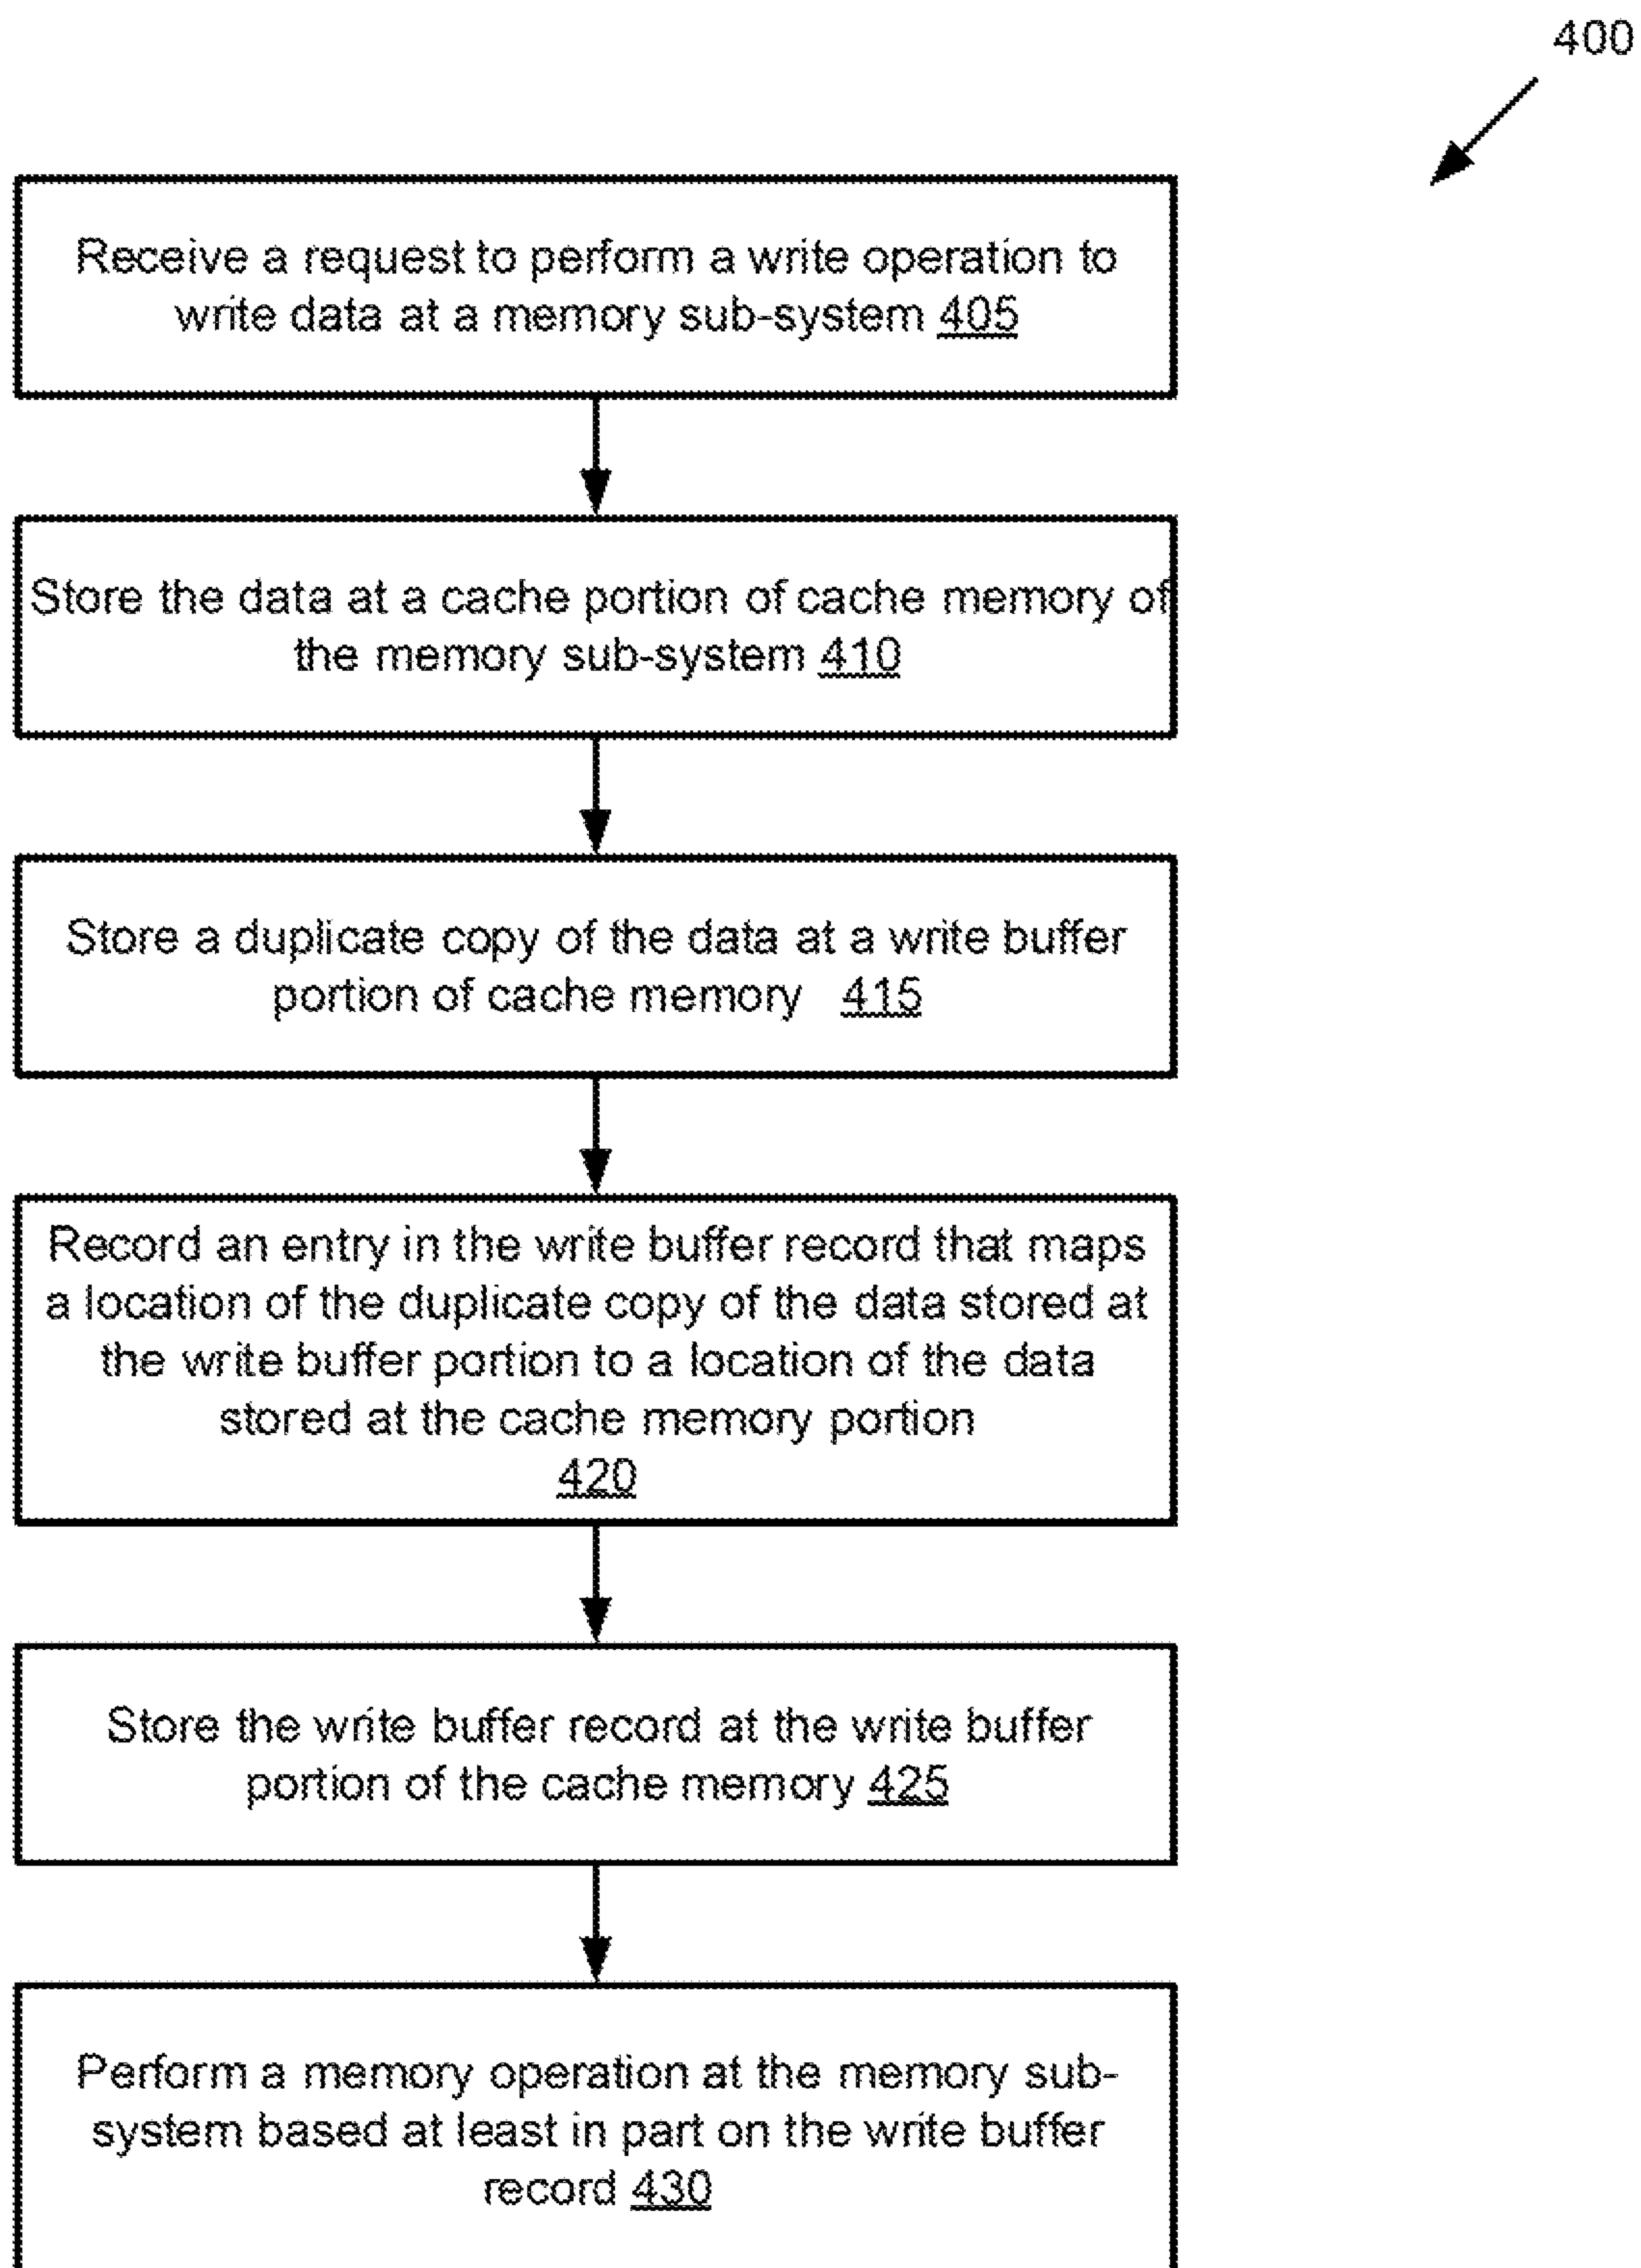 400
Receive a request to perform a write operation to
write data at a memory sub-system 405
Store the data at a cache portion of cache memory of
the memory sub-system 410
Store a duplicate copy of the data at a write buffer
portion of cache memory 415
Record an entry in the write buffer record that maps
a location of the duplicate copy of the data stored at
the write buffer portion to a location of the data
stored at the cache memory portion
420
Store the write buffer record at the write buffer
portion of the cache memory 425
Perform a memory operation at the memory sub-
system based at least in part on the write buffer
record 430